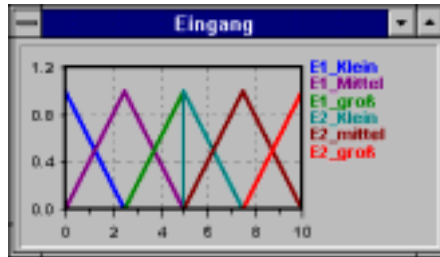 Eingang
1.2
0.8
0.4
0.0
0 2 4 6 8 10
E1_Klein
E1_Mittel
E1_groß
E2_Klein
E2_mittel
E2_groß